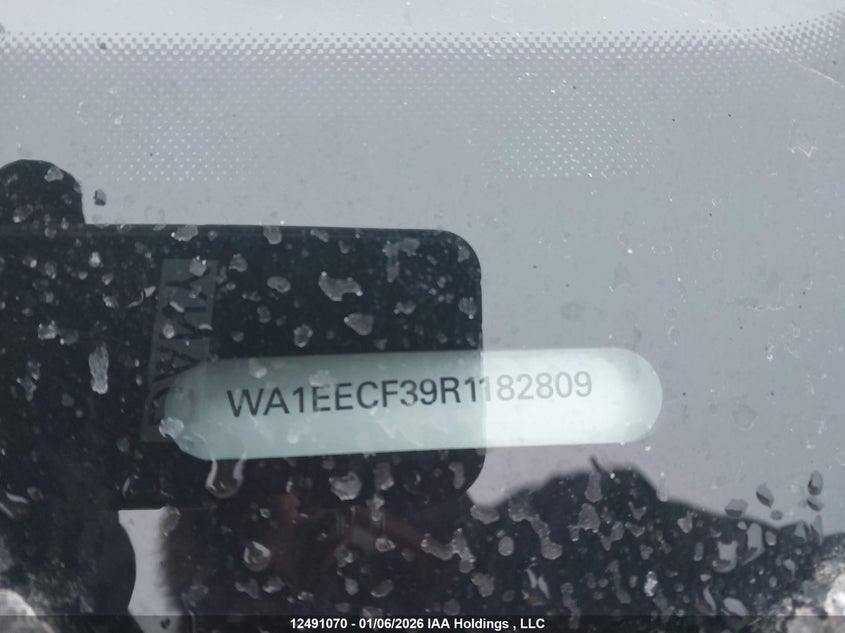 WA1EECF39R1182809
12491070 - 01/06/2026 IAA Holdings , LLC